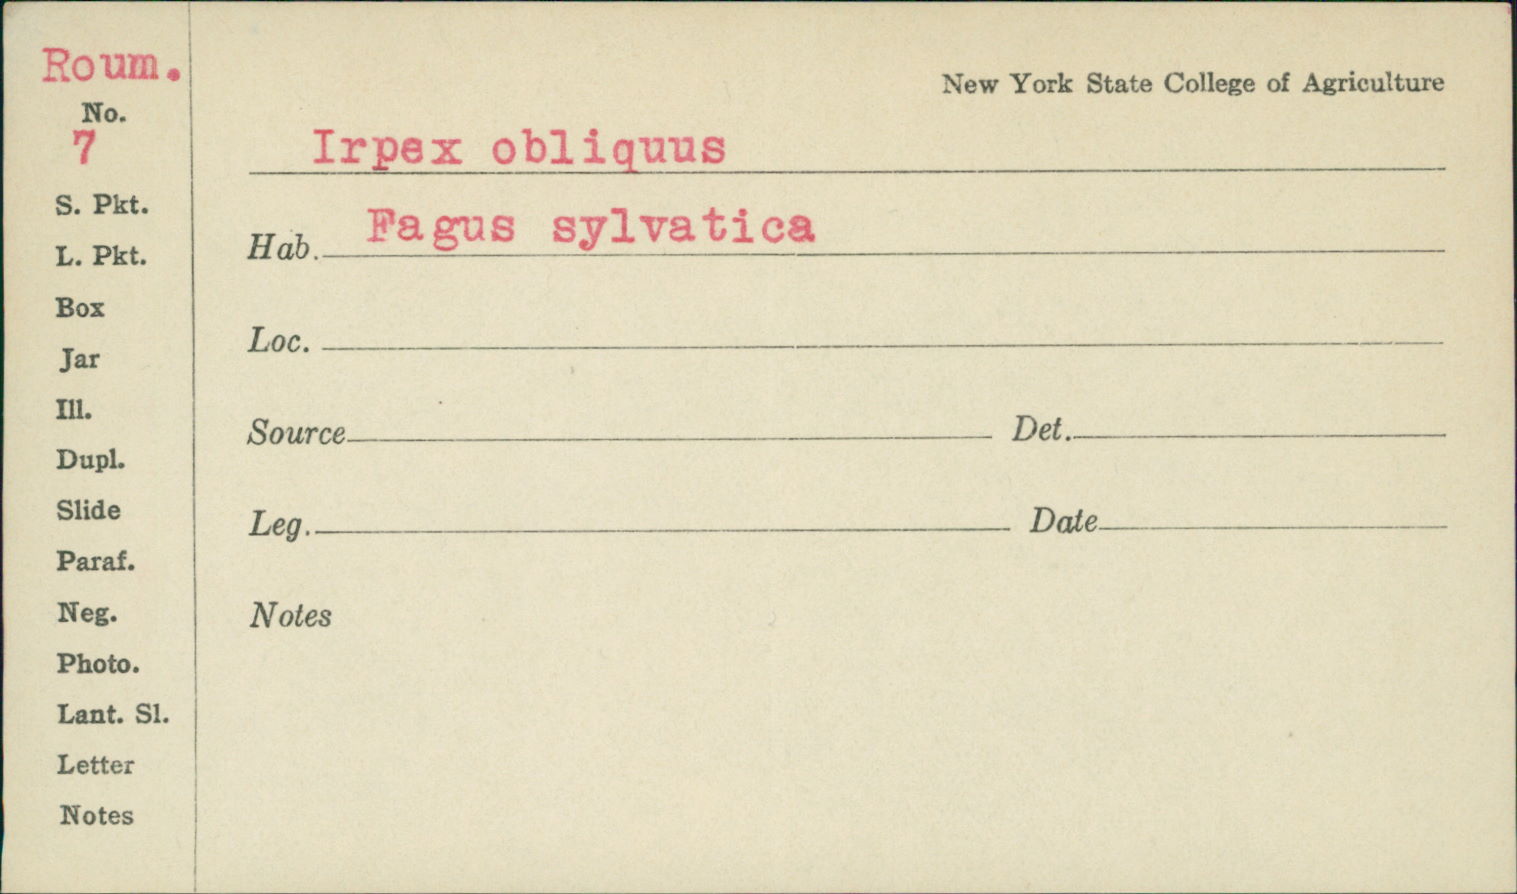 Roum.
No.
7
S. Pkt.
L. Pkt.
Box
Jar
Ill.
Dupl.
Slide
Paraf.
Neg.
Photo.
Lant. Sl.
Letter
Notes
New York State College of Agriculture
Irpex obliquus
Hab. Fagus sylvatica
Loc.
Source Det.
Leg. Date
Notes